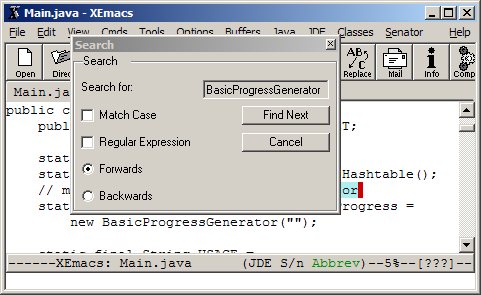 Main.java - XEmacs
File Edit View Cmds Tools Options Buffers Java JDE Classes Senator Help
Search
Open Direc Replace Mail Info Comp
Search
Search for: BasicProgressGenerator
Match Case Find Next
Regular Expression Cancel
Forwards
Backwards
Main.ja
public c
publ T;
stat
stat Hashtable();
// m or
stat rogress =
new BasicProgressGenerator("");
static final String USAGE =
------XEmacs: Main.java (JDE S/n Abbrev)--5%--[???]---